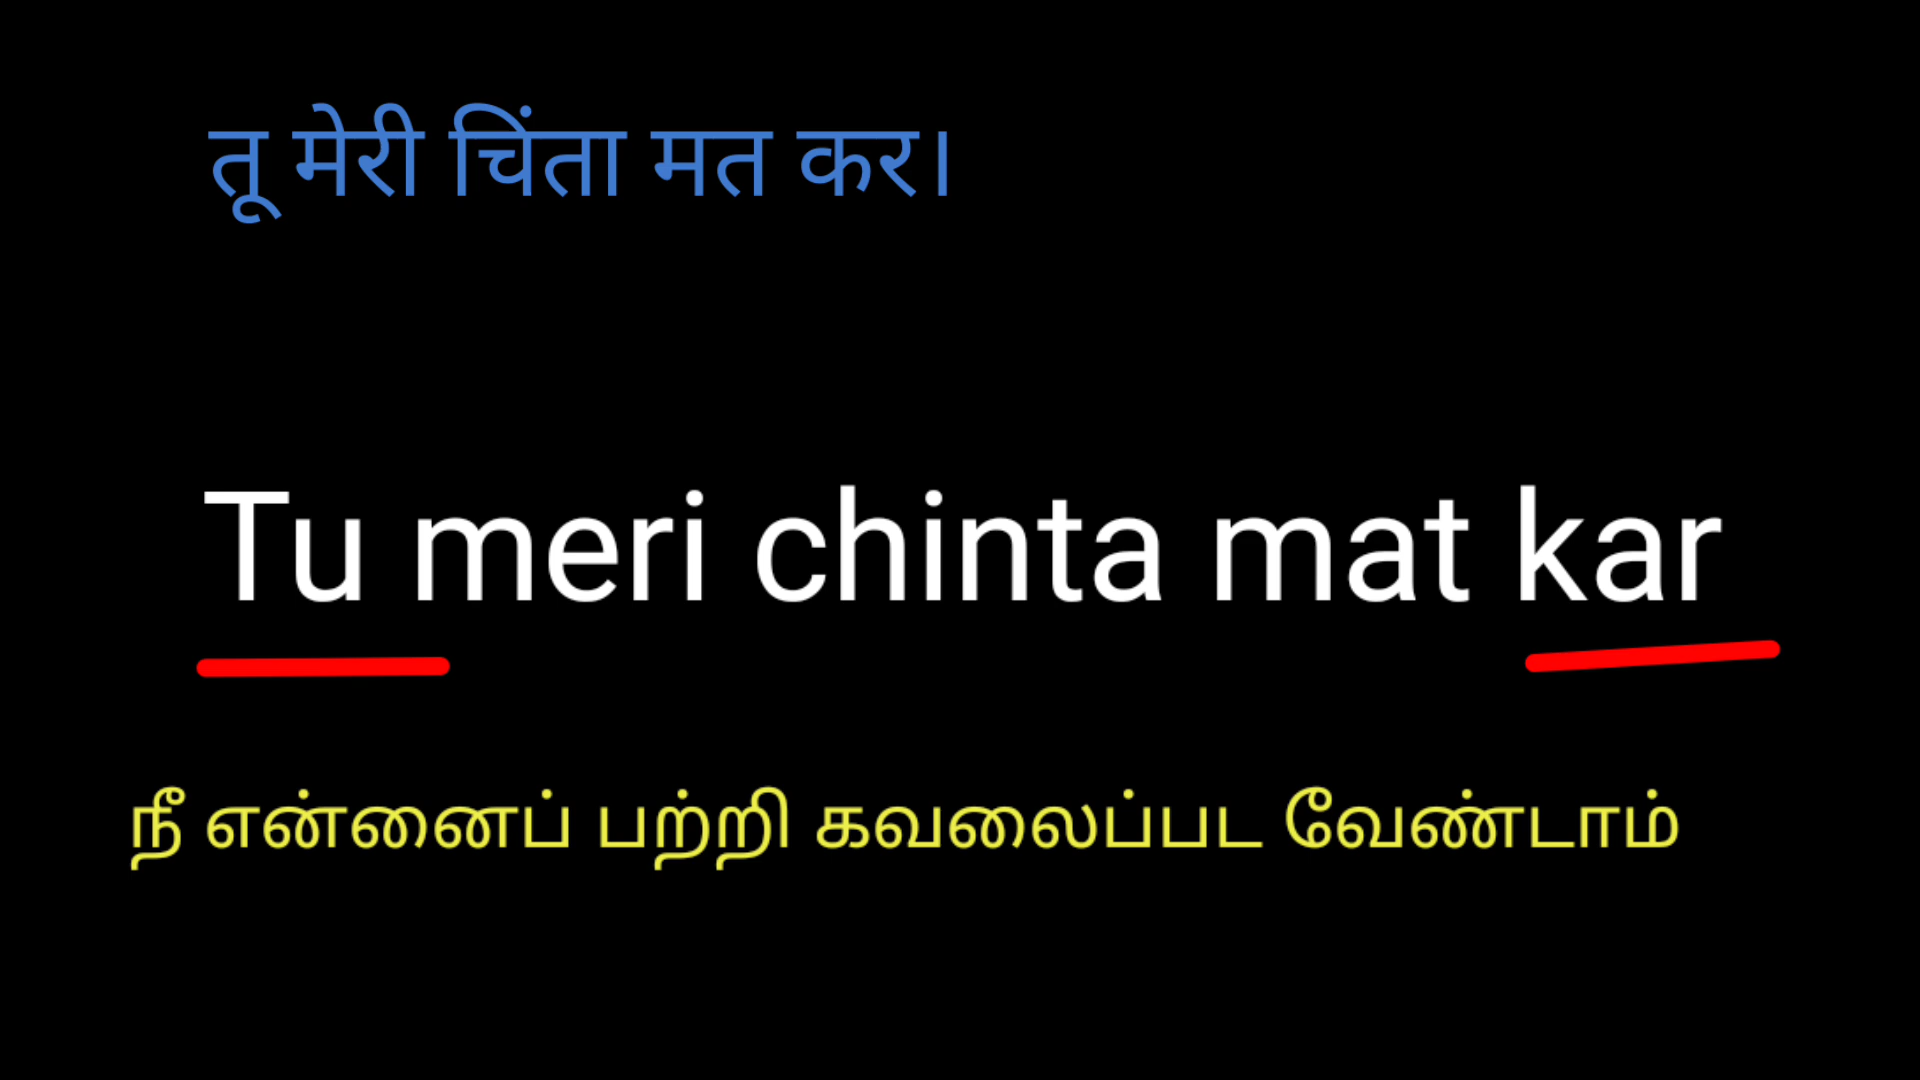 तू मेरी चिंता मत कर।
Tu meri chinta mat kar
நீ என்னைப் பற்றி கவலைப்பட வேண்டாம்